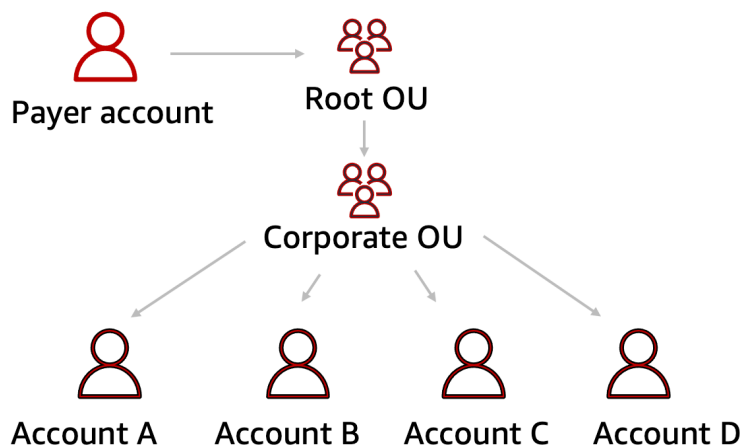 Payer account
Root OU
Corporate OU
Account A
Account B
Account C
Account D